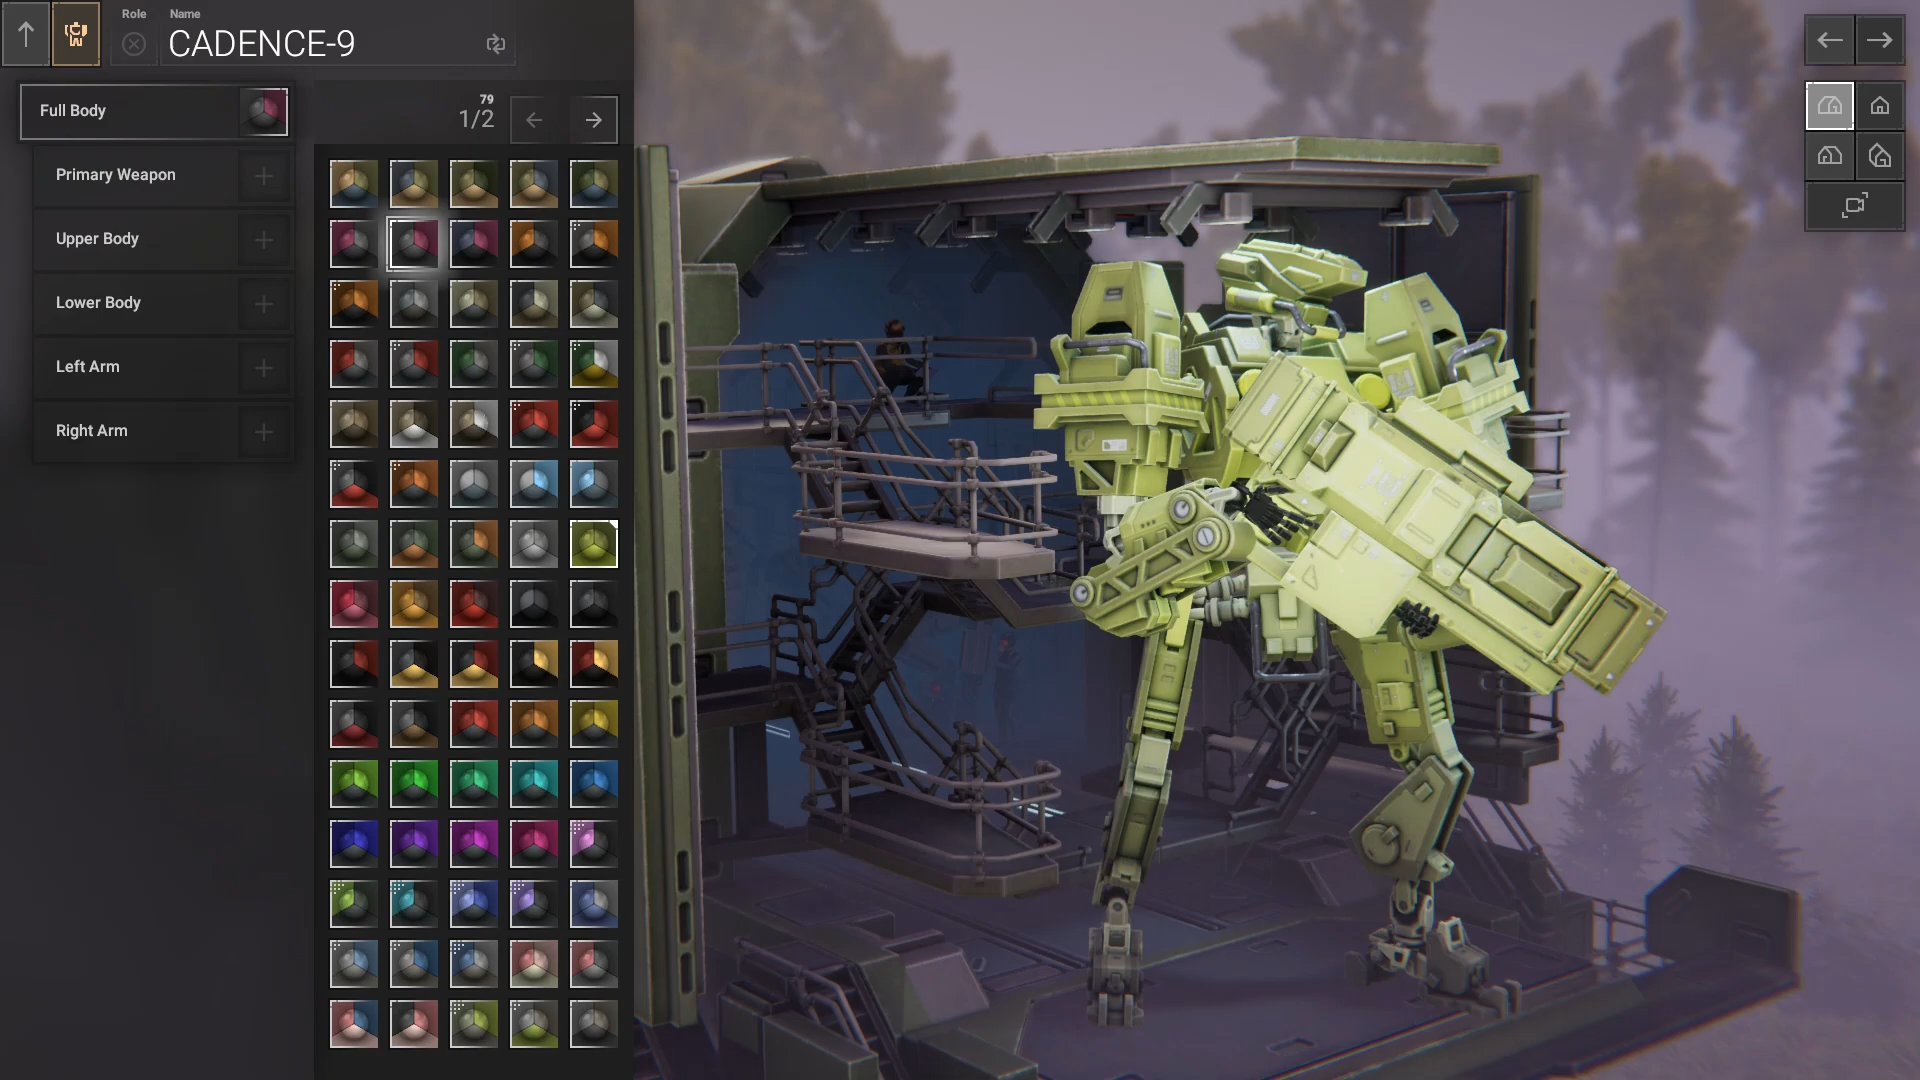 Role
Name
CADENCE-9
Full Body
79
1/2
Primary Weapon
Upper Body
Lower Body
Left Arm
Right Arm